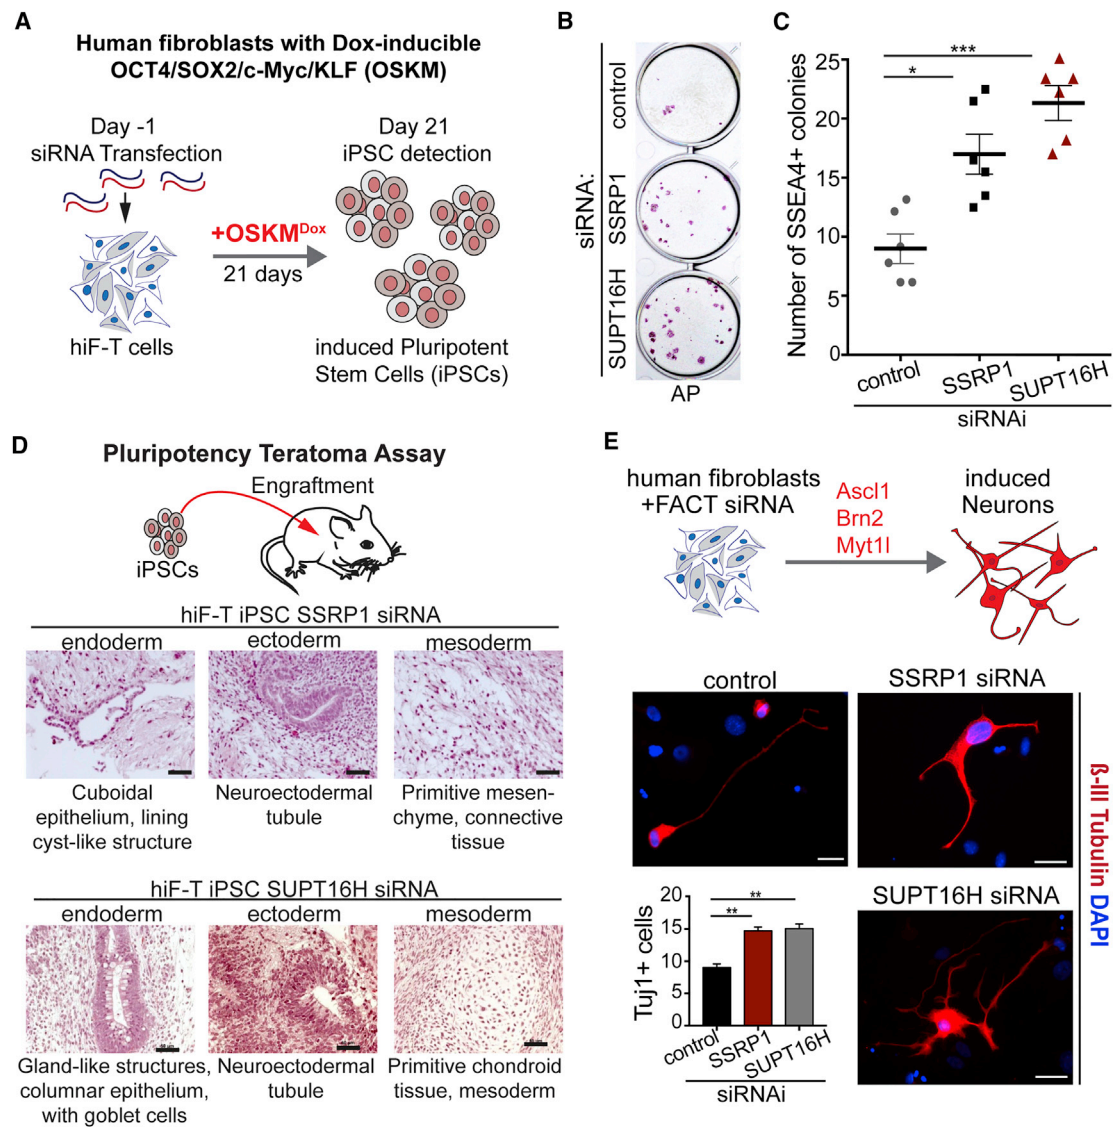 A
Human fibroblasts with Dox-inducible
OCT4/SOX2/c-Myc/KLF (OSKM)
Day -1
siRNA Transfection
Day 21
iPSC detection
+OSKMDox
21 days
hiF-T cells
induced Pluripotent
Stem Cells (iPSCs)
B
siRNA:
control
SSRP1
SUPT16H
AP
C
Number of SSEA4+ colonies
25
20
15
10
5
0
*
***
control
SSRP1
SUPT16H
siRNAi
D
Pluripotency Teratoma Assay
Engraftment
iPSCs
hiF-T iPSC SSRP1 siRNA
endoderm
ectoderm
mesoderm
Cuboidal
epithelium, lining
cyst-like structure
Neuroectodermal
tubule
Primitive mesen-
chyme, connective
tissue
hiF-T iPSC SUPT16H siRNA
endoderm
ectoderm
mesoderm
Gland-like structures,
columnar epithelium,
with goblet cells
Neuroectodermal
tubule
Primitive chondroid
tissue, mesoderm
E
human fibroblasts
+FACT siRNA
Ascl1
Brn2
Myt1l
induced
Neurons
control
SSRP1 siRNA
SUPT16H siRNA
ß-III Tubulin DAPI
Tuj1+ cells
20
15
10
5
0
**
**
control
SSRP1
SUPT16H
siRNAi